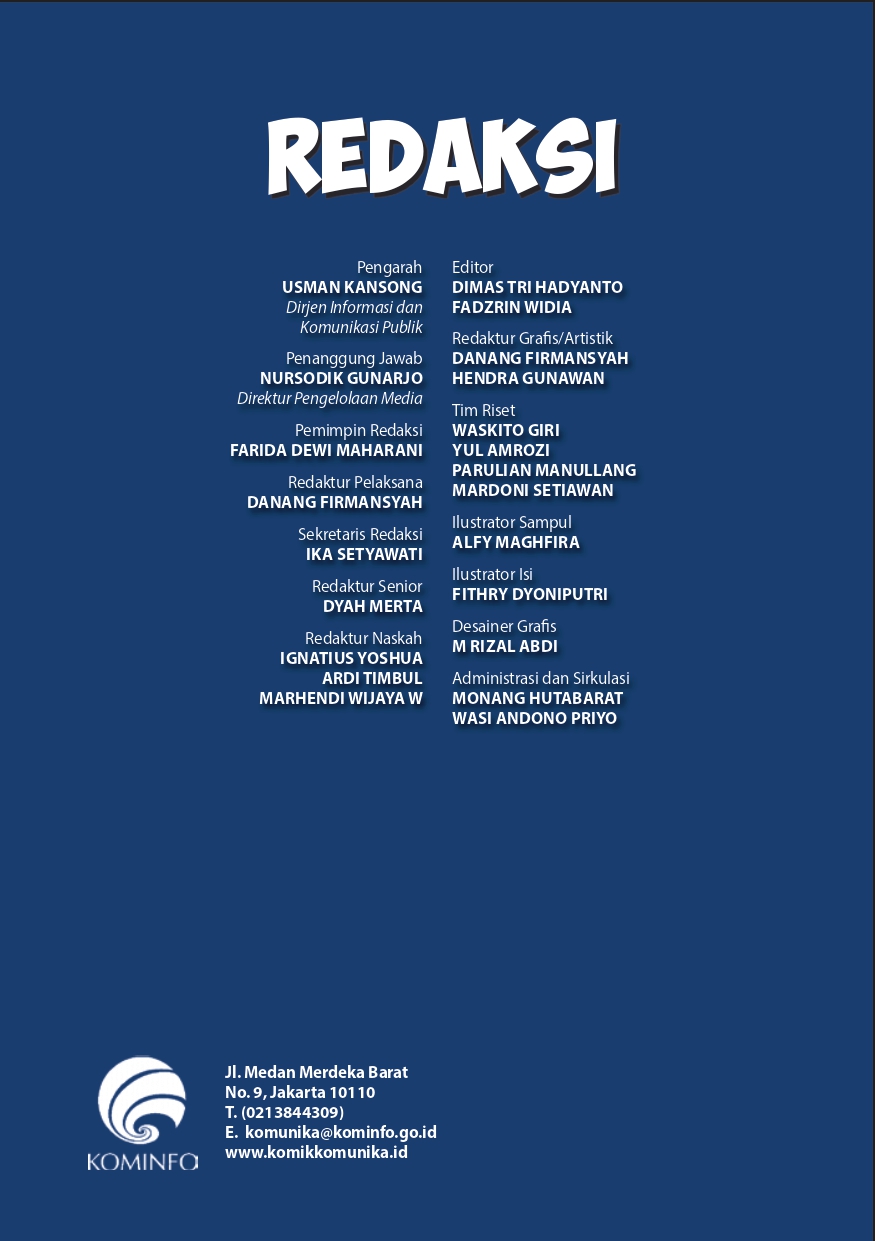 REDAKSI
Pengarah
USMAN KANSONG
Dirjen Informasi dan
Komunikasi Publik
Penanggung Jawab
NURSODIK GUNARJO
Direktur Pengelolaan Media
Pemimpin Redaksi
FARIDA DEWI MAHARANI
Redaktur Pelaksana
DANANG FIRMANSYAH
Sekretaris Redaksi
IKA SETYAWATI
Redaktur Senior
DYAH MERTA
Redaktur Naskah
IGNATIUS YOSHUA
ARDI TIMBUL
MARHENDI WIJAYA W
Editor
DIMAS TRI HADYANTO
FADZRIN WIDIA
Redaktur Grafis/Artistik
DANANG FIRMANSYAH
HENDRA GUNAWAN
Tim Riset
WASKITO GIRI
YUL AMROZI
PARULIAN MANULLANG
MARDONI SETIAWAN
Ilustrator Sampul
ALFY MAGHFIRA
Ilustrator Isi
FITHRY DYONIPUTRI
Desainer Grafis
M RIZAL ABDI
Administrasi dan Sirkulasi
MONANG HUTABARAT
WASI ANDONO PRIYO
KOMINFO
Jl. Medan Merdeka Barat
No. 9, Jakarta 10110
T. (0213844309)
E. komunika@kominfo.go.id
www.komikkomunika.id